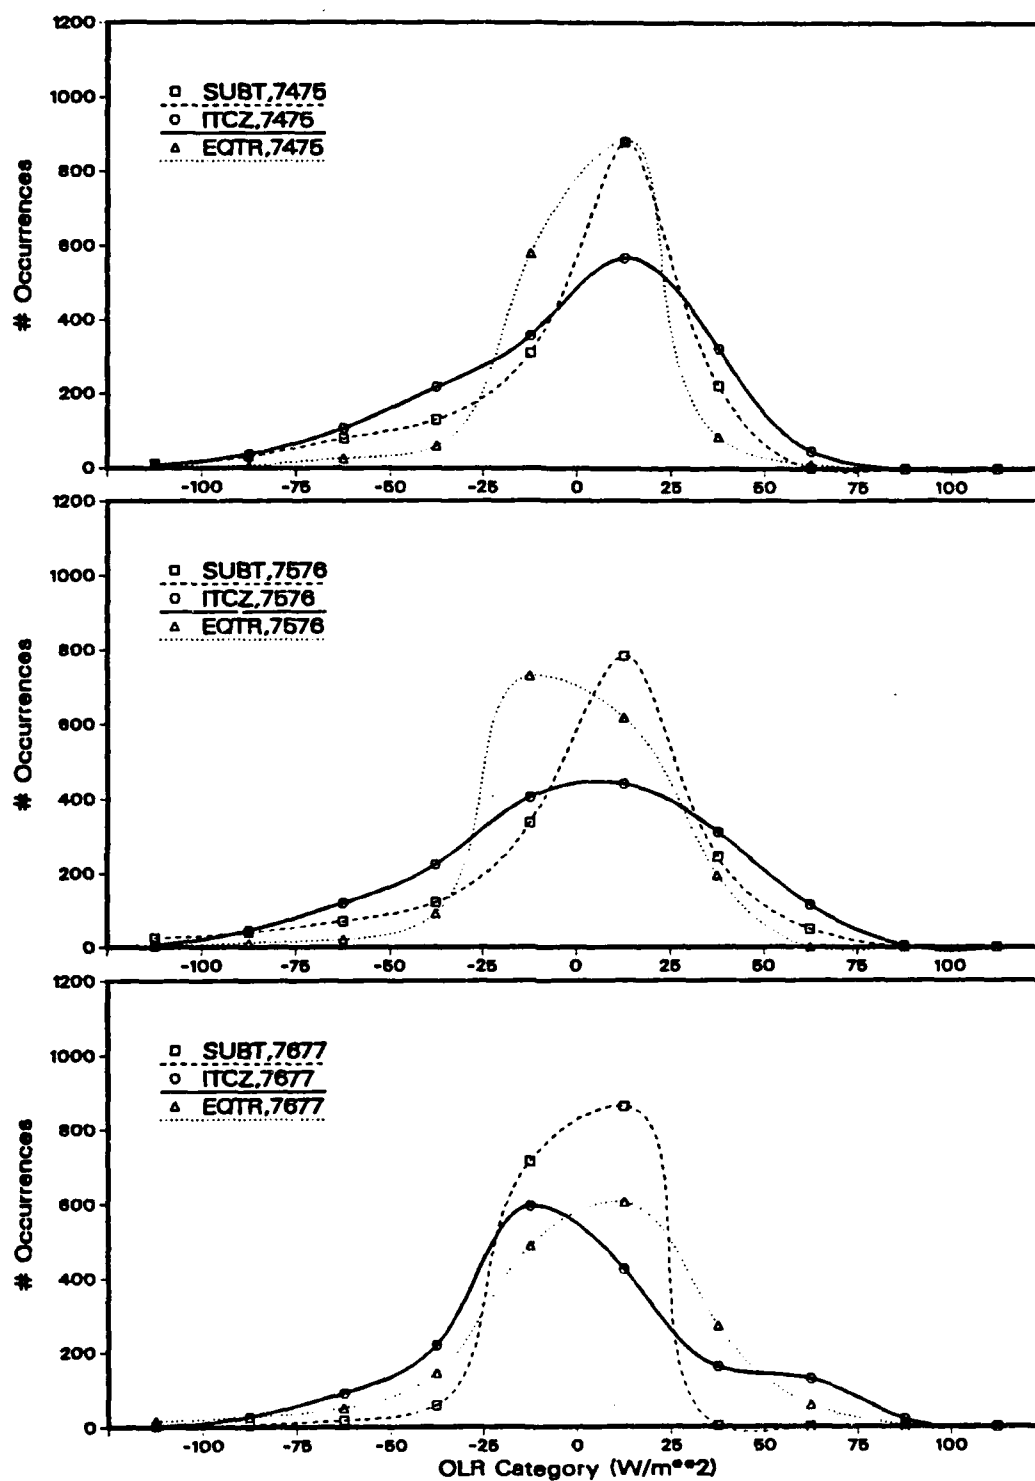 1200
1000
800
600
400
200
0
# Occurrences
SUBT,7475
ITCZ,7475
EQTR,7475
-100 -75 -50 -25 0 25 50 75 100
1200
1000
800
600
400
200
0
# Occurrences
SUBT,7576
ITCZ,7576
EQTR,7576
-100 -75 -50 -25 0 25 50 75 100
1200
1000
800
600
400
200
0
# Occurrences
SUBT,7677
ITCZ,7677
EQTR,7677
-100 -75 -50 -25 0 25 50 75 100
OLR Category (W/m**2)